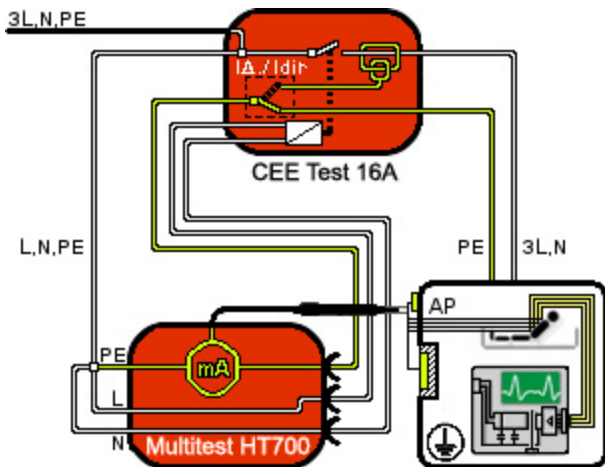 3L,N,PE
IΔ./Idir
CEE Test 16A
L,N,PE
PE
3L,N
AP
PE
mA
L
N
Multitest HT700